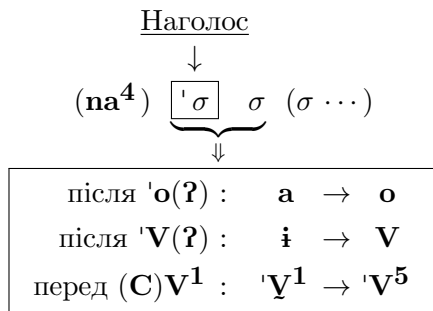 Наголос
↓
(na⁴) ˈσ σ (σ ⋯)
⇓
після ˈo(ʔ) : a → o
після ˈV(ʔ) : ɨ → V
перед (C)V¹ : ˈV̰¹ → ˈV⁵